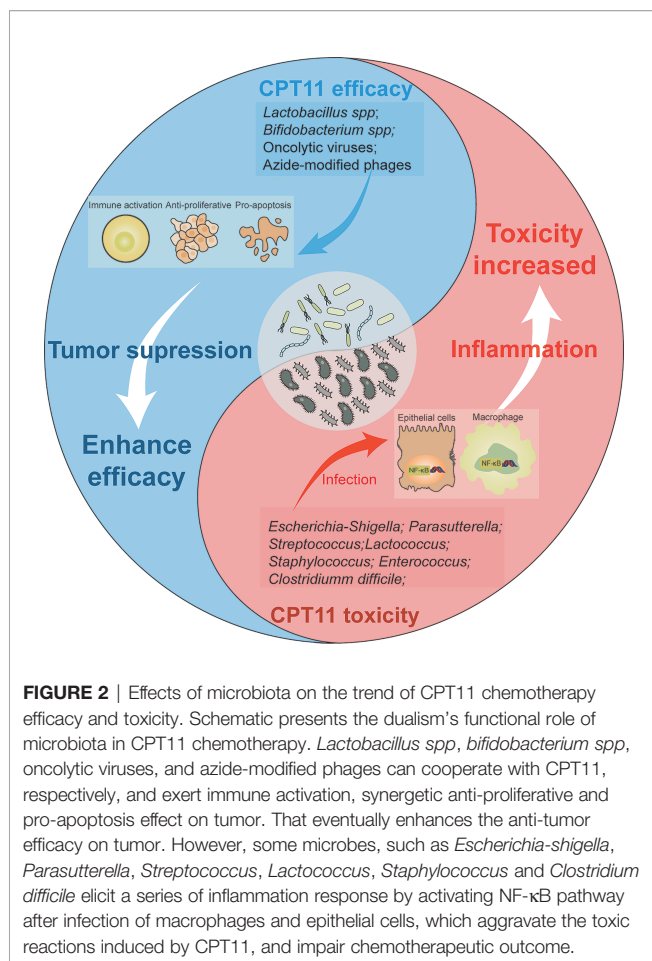 CPT11 efficacy
Lactobacillus spp;
Bifidobacterium spp;
Oncolytic viruses;
Azide-modified phages
Immune activation Anti-proliferative Pro-apoptosis
Tumor supression
Enhance
efficacy
Toxicity
increased
Inflammation
Epithelial cells Macrophage
NF-κB NF-κB
Infection
Escherichia-Shigella; Parasutterella;
Streptococcus;Lactococcus;
Staphylococcus; Enterococcus;
Clostridiumm difficile;
CPT11 toxicity
FIGURE 2 | Effects of microbiota on the trend of CPT11 chemotherapy
efficacy and toxicity. Schematic presents the dualism’s functional role of
microbiota in CPT11 chemotherapy. Lactobacillus spp, bifidobacterium spp,
oncolytic viruses, and azide-modified phages can cooperate with CPT11,
respectively, and exert immune activation, synergetic anti-proliferative and
pro-apoptosis effect on tumor. That eventually enhances the anti-tumor
efficacy on tumor. However, some microbes, such as Escherichia-shigella,
Parasutterella, Streptococcus, Lactococcus, Staphylococcus and Clostridium
difficile elicit a series of inflammation response by activating NF-κB pathway
after infection of macrophages and epithelial cells, which aggravate the toxic
reactions induced by CPT11, and impair chemotherapeutic outcome.